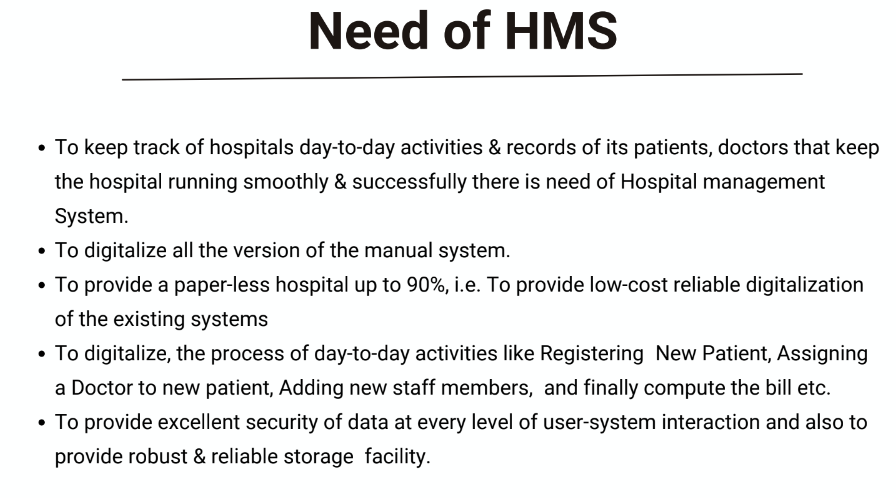 Need of HMS
• To keep track of hospitals day-to-day activities & records of its patients, doctors that keep
the hospital running smoothly & successfully there is need of Hospital management
System.
• To digitalize all the version of the manual system.
• To provide a paper-less hospital up to 90%, i.e. To provide low-cost reliable digitalization
of the existing systems
• To digitalize, the process of day-to-day activities like Registering  New Patient, Assigning
a Doctor to new patient, Adding new staff members,  and finally compute the bill etc.
• To provide excellent security of data at every level of user-system interaction and also to
provide robust & reliable storage  facility.